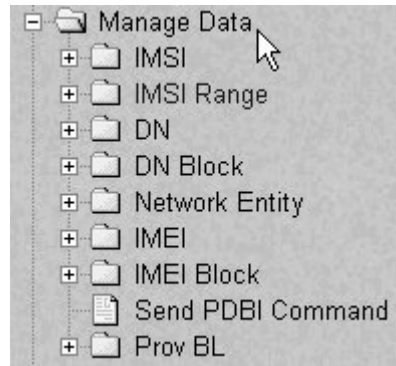 Manage Data
IMSI
IMSI Range
DN
DN Block
Network Entity
IMEI
IMEI Block
Send PDBI Command
Prov BL